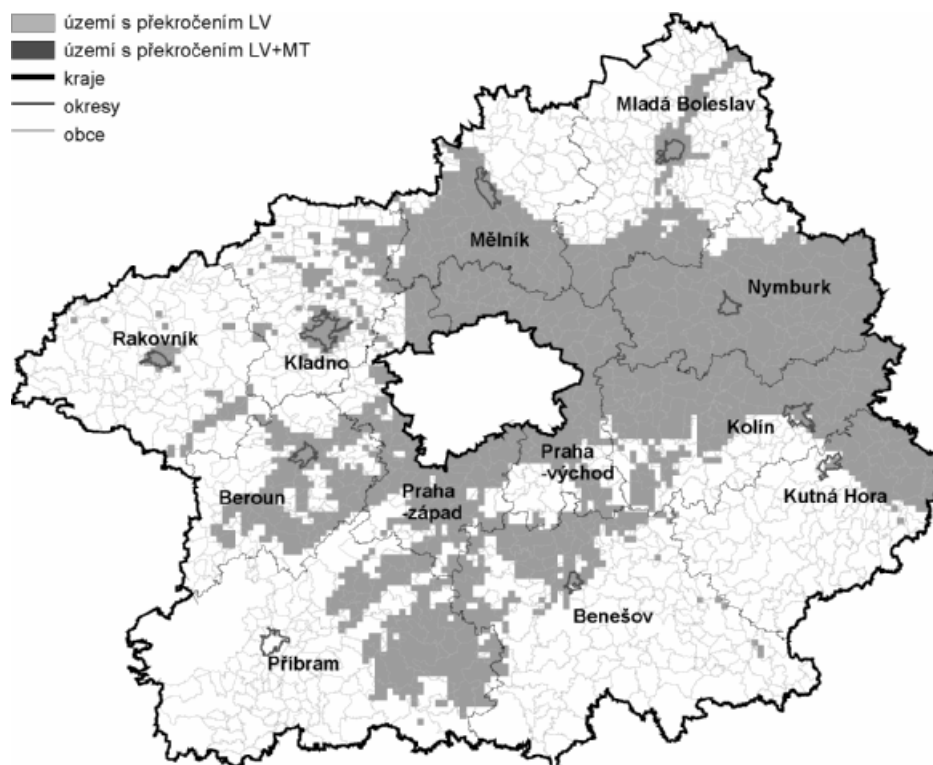 území s překročením LV
území s překročením LV+MT
kraje
okresy
obce
Mladá Boleslav
Mělník
Nymburk
Rakovník
Kladno
Kolín
Praha
-východ
Kutná Hora
Beroun
Praha
-západ
Benešov
Příbram